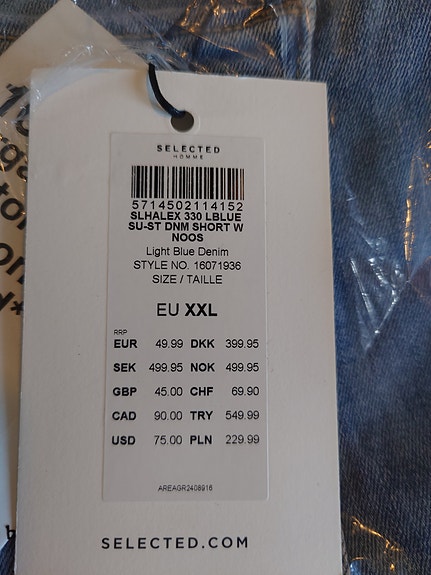 SELECTED
HOMME
5714502114152
SLHALEX 330 LBLUE
SU-ST DNM SHORT W
NOOS
Light Blue Denim
STYLE NO. 16071936
SIZE / TAILLE
EU XXL
RRP
EUR 49.99 DKK 399.95
SEK 499.95 NOK 499.95
GBP 45.00 CHF 69.90
CAD 90.00 TRY 549.99
USD 75.00 PLN 229.99
AREAGR2408916
SELECTED.COM